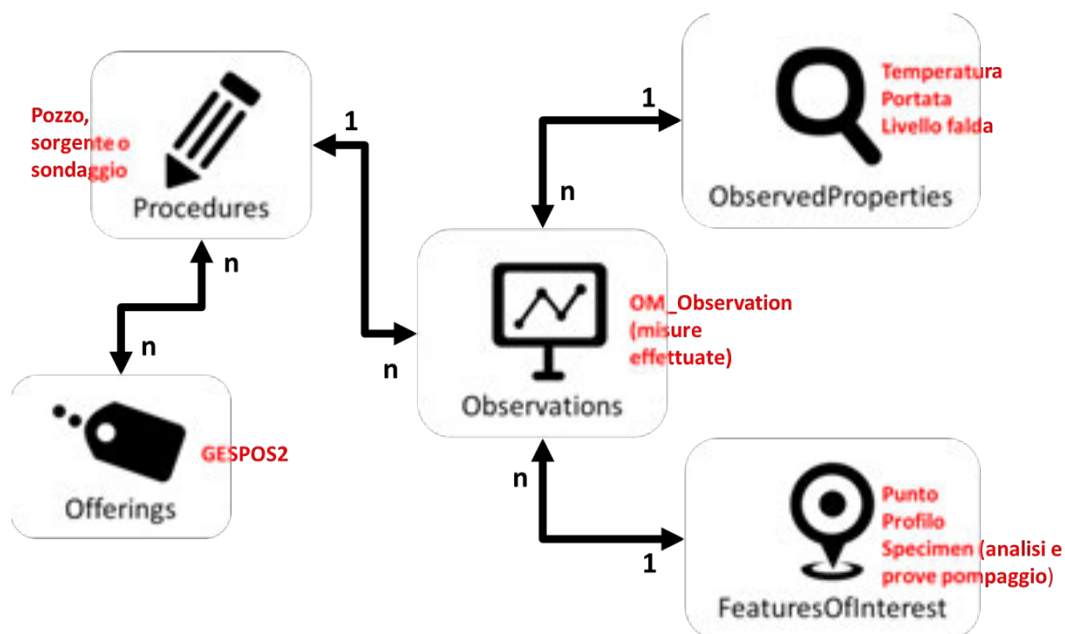 Pozzo,
sorgente o
sondaggio
Procedures
1
n
n
n
GESPOS2
Offerings
n
OM_Observation
(misure
effettuate)
Observations
1
n
Temperatura
Portata
Livello falda
ObservedProperties
n
1
Punto
Profilo
Specimen (analisi e
prove pompaggio)
FeaturesOfInterest